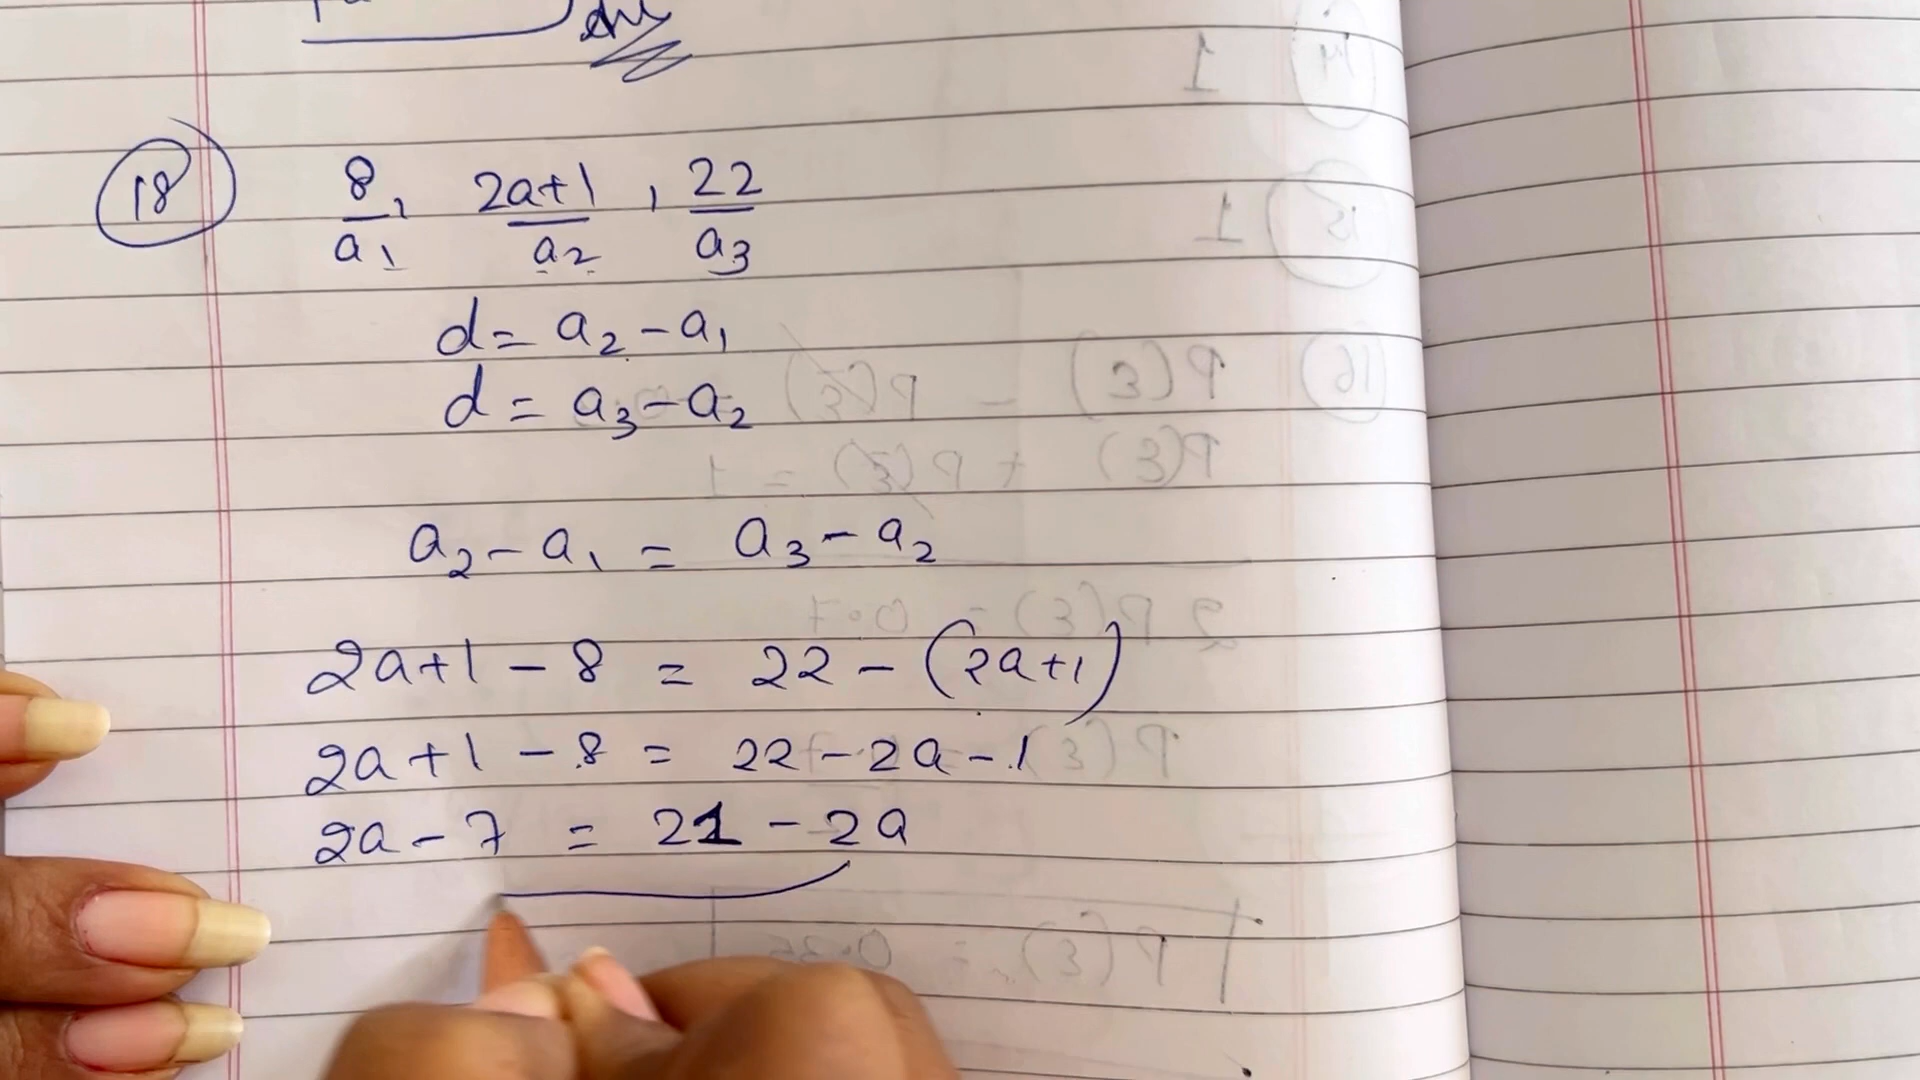 18 8, 2a+1, 22
a1 a2 a3
d = a2 - a1
d = a3 - a2
a2 - a1 = a3 - a2
2a+1 - 8 = 22 - (2a+1)
2a+1 - 8 = 22 - 2a - 1
2a - 7 = 21 - 2a